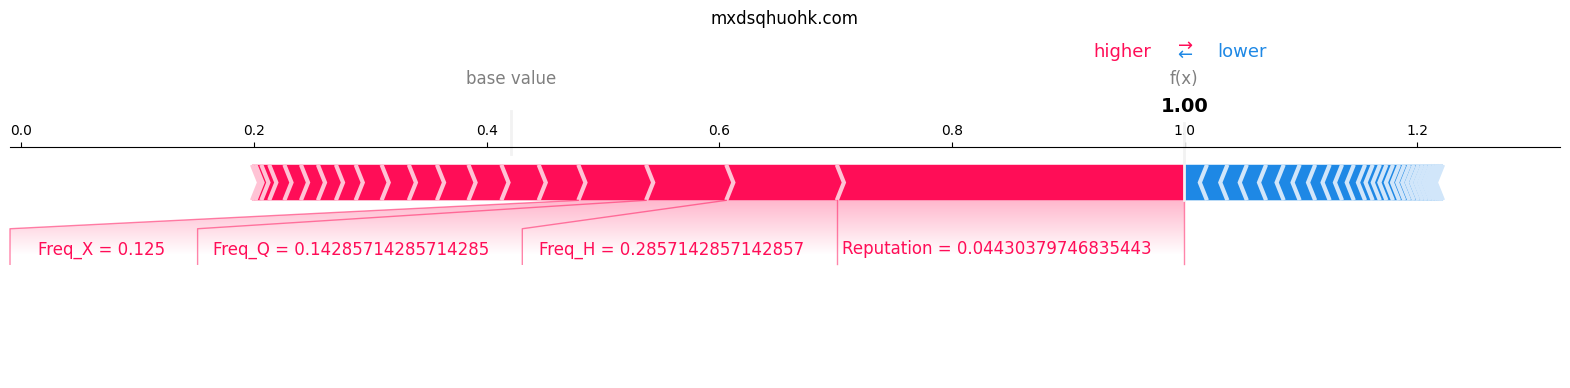 mxdsqhuohk.com
higher ⇄ lower
base value f(x)
1.00
0.0 0.2 0.4 0.6 0.8 1.0 1.2
Freq_X = 0.125 Freq_Q = 0.14285714285714285 Freq_H = 0.2857142857142857 Reputation = 0.04430379746835443